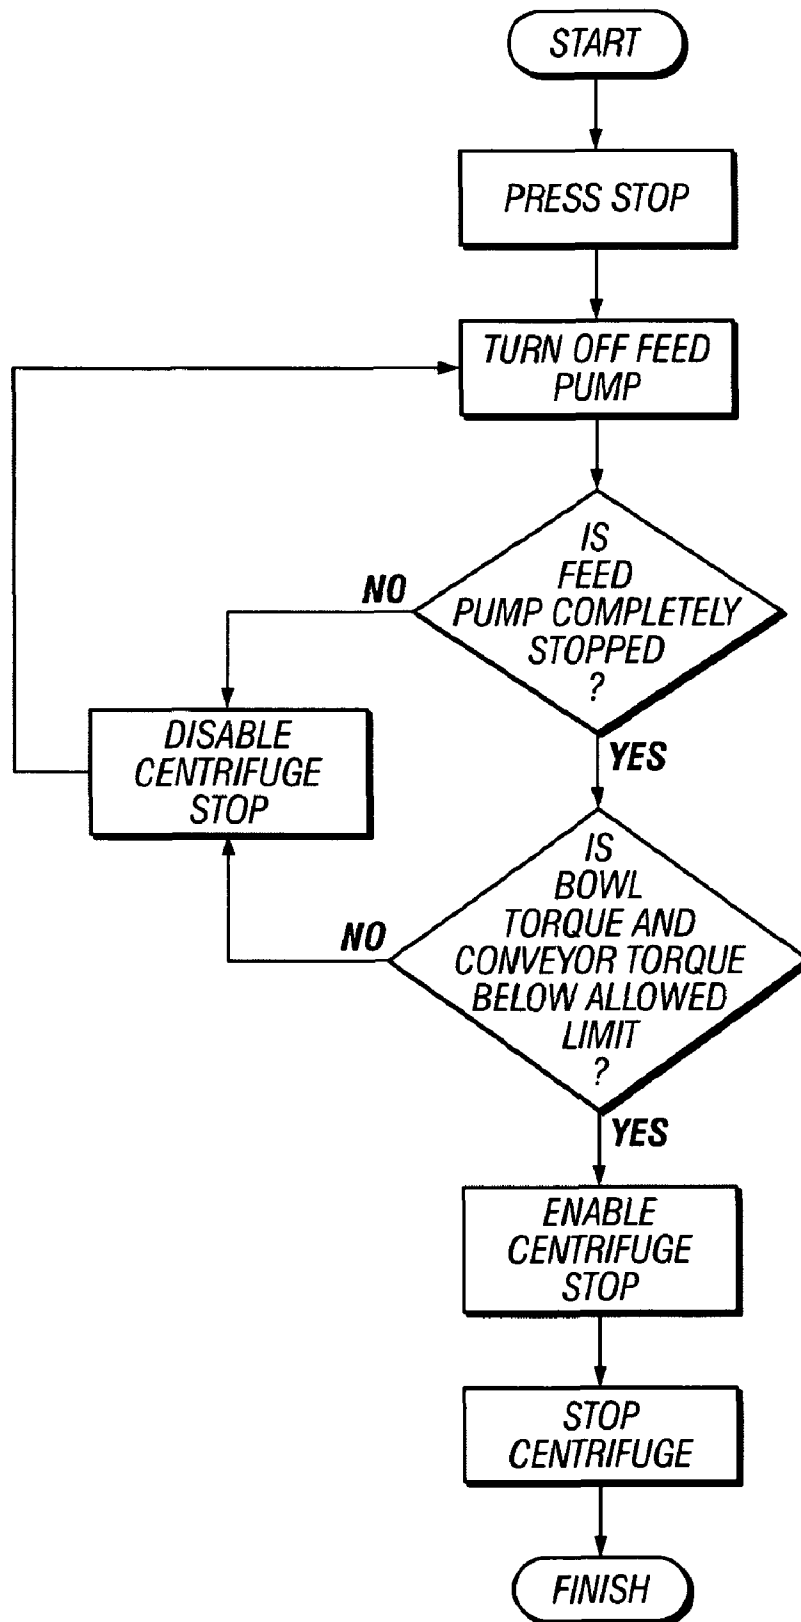 START
PRESS STOP
TURN OFF FEED
PUMP
IS
FEED
PUMP COMPLETELY
STOPPED
?
NO
YES
DISABLE
CENTRIFUGE
STOP
IS
BOWL
TORQUE AND
CONVEYOR TORQUE
BELOW ALLOWED
LIMIT
?
NO
YES
ENABLE
CENTRIFUGE
STOP
STOP
CENTRIFUGE
FINISH